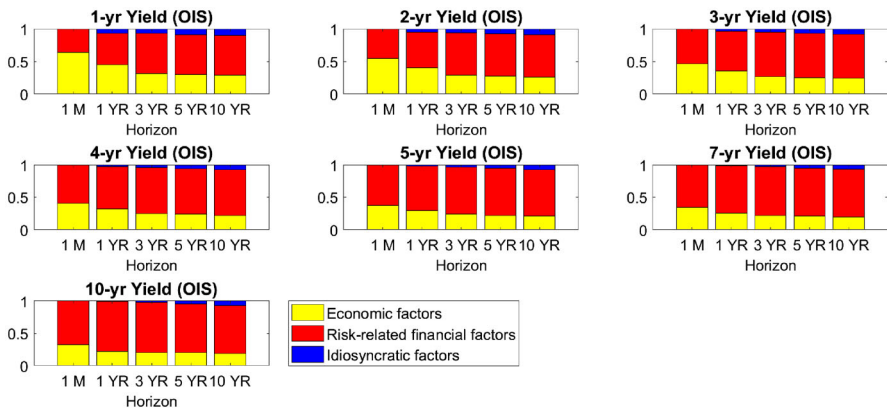 1-yr Yield (OIS)
1
0.5
0
1 M 1 YR 3 YR 5 YR 10 YR
Horizon
2-yr Yield (OIS)
1
0.5
0
1 M 1 YR 3 YR 5 YR 10 YR
Horizon
3-yr Yield (OIS)
1
0.5
0
1 M 1 YR 3 YR 5 YR 10 YR
Horizon
4-yr Yield (OIS)
1
0.5
0
1 M 1 YR 3 YR 5 YR 10 YR
Horizon
5-yr Yield (OIS)
1
0.5
0
1 M 1 YR 3 YR 5 YR 10 YR
Horizon
7-yr Yield (OIS)
1
0.5
0
1 M 1 YR 3 YR 5 YR 10 YR
Horizon
10-yr Yield (OIS)
1
0.5
0
1 M 1 YR 3 YR 5 YR 10 YR
Horizon
Economic factors
Risk-related financial factors
Idiosyncratic factors